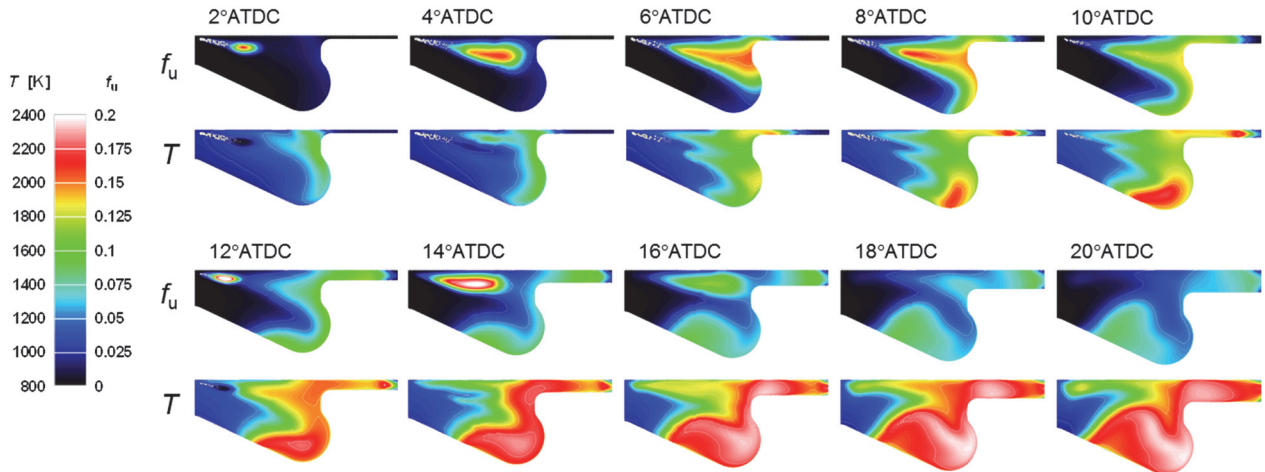 2°ATDC 4°ATDC 6°ATDC 8°ATDC 10°ATDC
fu
T [K] fu
2400 0.2
2200 0.175
2000 0.15
1800 0.125
1600 0.1
1400 0.075
1200 0.05
1000 0.025
800 0
T
12°ATDC 14°ATDC 16°ATDC 18°ATDC 20°ATDC
fu
T